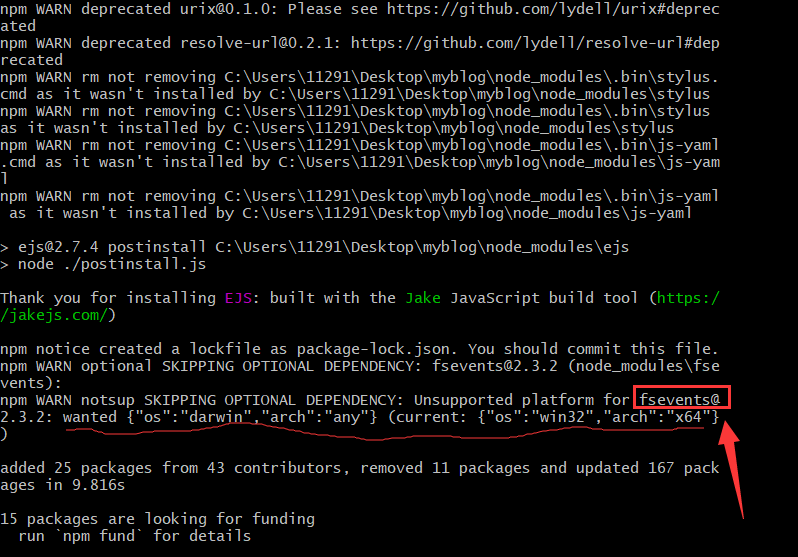 npm WARN deprecated urix@0.1.0: Please see https://github.com/lydell/urix#deprec
ated
npm WARN deprecated resolve-url@0.2.1: https://github.com/lydell/resolve-url#dep
recated
npm WARN rm not removing C:\Users\11291\Desktop\myblog\node_modules\.bin\stylus.
cmd as it wasn't installed by C:\Users\11291\Desktop\myblog\node_modules\stylus
npm WARN rm not removing C:\Users\11291\Desktop\myblog\node_modules\.bin\stylus
as it wasn't installed by C:\Users\11291\Desktop\myblog\node_modules\stylus
npm WARN rm not removing C:\Users\11291\Desktop\myblog\node_modules\.bin\js-yaml
.cmd as it wasn't installed by C:\Users\11291\Desktop\myblog\node_modules\js-yam
l
npm WARN rm not removing C:\Users\11291\Desktop\myblog\node_modules\.bin\js-yaml
 as it wasn't installed by C:\Users\11291\Desktop\myblog\node_modules\js-yaml
> ejs@2.7.4 postinstall C:\Users\11291\Desktop\myblog\node_modules\ejs
> node ./postinstall.js
Thank you for installing EJS: built with the Jake JavaScript build tool (https:/
/jakejs.com/)
npm notice created a lockfile as package-lock.json. You should commit this file.
npm WARN optional SKIPPING OPTIONAL DEPENDENCY: fsevents@2.3.2 (node_modules\fse
vents):
npm WARN notsup SKIPPING OPTIONAL DEPENDENCY: Unsupported platform for fsevents@
2.3.2: wanted {"os":"darwin","arch":"any"} (current: {"os":"win32","arch":"x64"}
)
added 25 packages from 43 contributors, removed 11 packages and updated 167 pack
ages in 9.816s
15 packages are looking for funding
  run `npm fund` for details